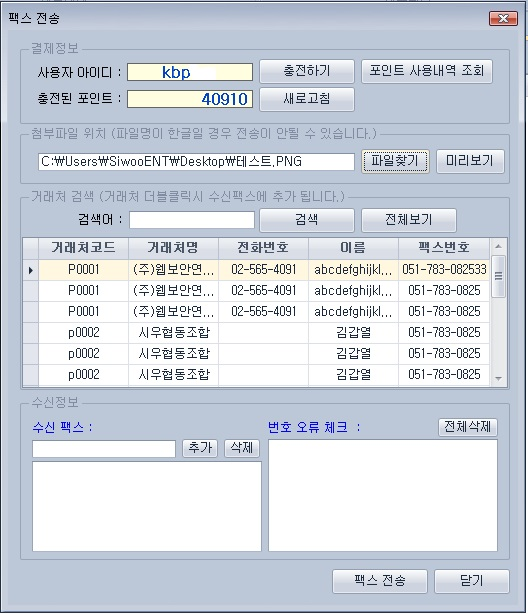 팩스 전송
결제정보
사용자 아이디 : kbp 충전하기 포인트 사용내역 조회
충전된 포인트 : 40910 새로고침
첨부파일 위치 (파일명이 한글일 경우 전송이 안될 수 있습니다.)
C:₩Users₩SiwooENT₩Desktop₩테스트.PNG 파일찾기 미리보기
거래처 검색 (거래처 더블클릭시 수신팩스에 추가 됩니다.)
검색어 : 검색 전체보기
거래처코드 거래처명 전화번호 이름 팩스번호
P0001 (주)웹보안연... 02-565-4091 abcdefghijkl... 051-783-082533
P0001 (주)웹보안연... 02-565-4091 abcdefghijkl... 051-783-0825
P0001 (주)웹보안연... 02-565-4091 abcdefghijkl... 051-783-0825
p0002 시우협동조합 김갑열 051-783-0825
p0002 시우협동조합 김갑열 051-783-0825
p0002 시우협동조합 김갑열 051-783-0825
수신정보
수신 팩스 : 번호 오류 체크 : 전체삭제
추가 삭제
팩스 전송 닫기